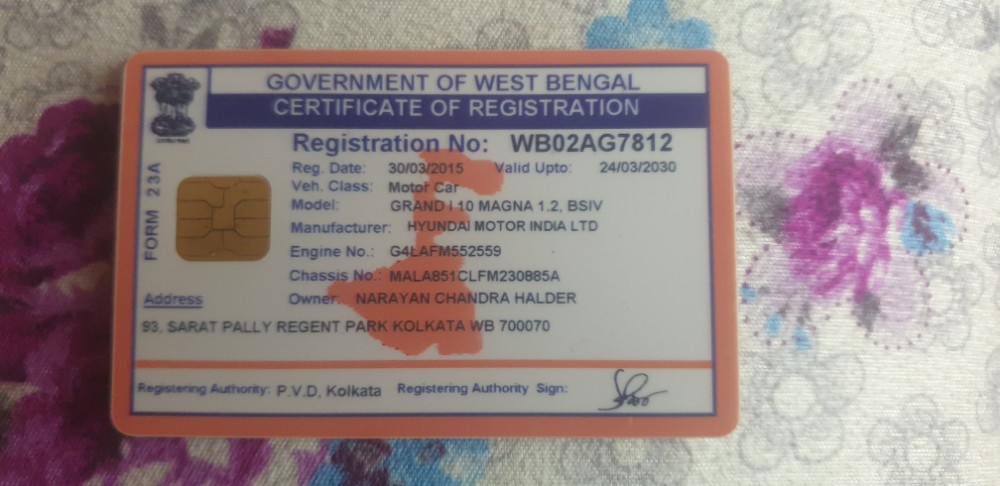 GOVERNMENT OF WEST BENGAL
CERTIFICATE OF REGISTRATION
Registration No: WB02AG7812
Reg. Date: 30/03/2015 Valid Upto: 24/03/2030
Veh. Class: Motor Car
Model: GRAND I 10 MAGNA 1.2, BSIV
Manufacturer: HYUNDAI MOTOR INDIA LTD
Engine No.: G4LAFM552559
Chassis No.: MALA851CLFM230885A
Owner: NARAYAN CHANDRA HALDER
FORM 23A
Address
93, SARAT PALLY REGENT PARK KOLKATA WB 700070
Registering Authority: P.V.D, Kolkata Registering Authority Sign: